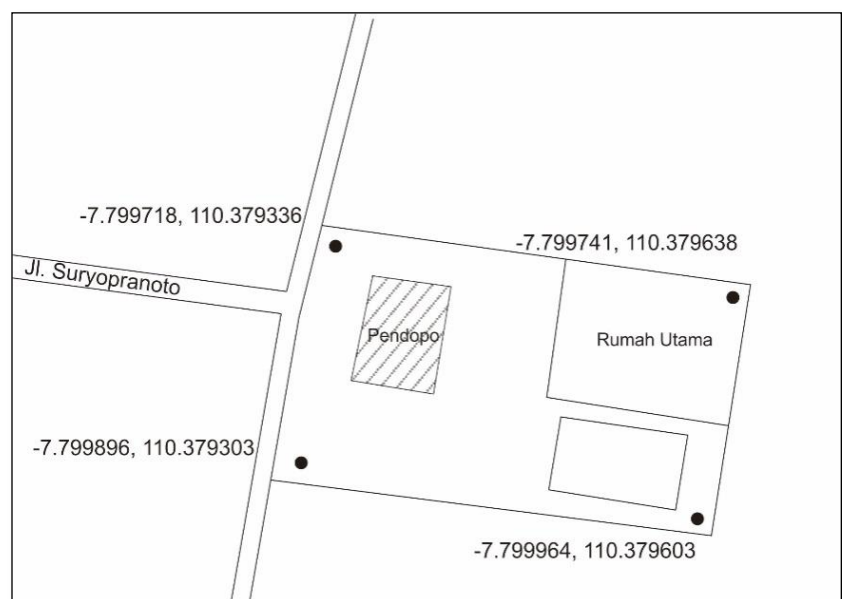 -7.799718, 110.379336
-7.799741, 110.379638
Jl. Suryopranoto
Pendopo
Rumah Utama
-7.799896, 110.379303
-7.799964, 110.379603